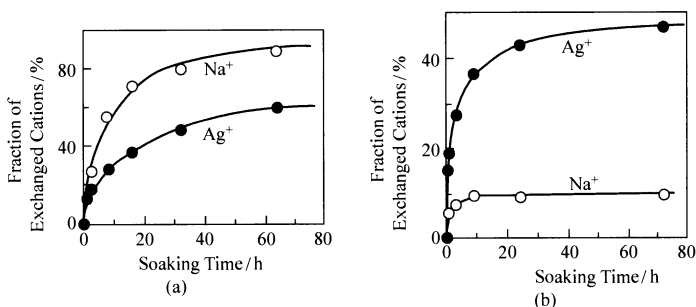 Fraction of
Exchanged Cations/%
80
40
0
Na⁺
Ag⁺
0
20
40
60
80
Soaking Time/h
(a)
Fraction of
Exchanged Cations/%
40
20
0
Ag⁺
Na⁺
0
20
40
60
80
Soaking Time/h
(b)